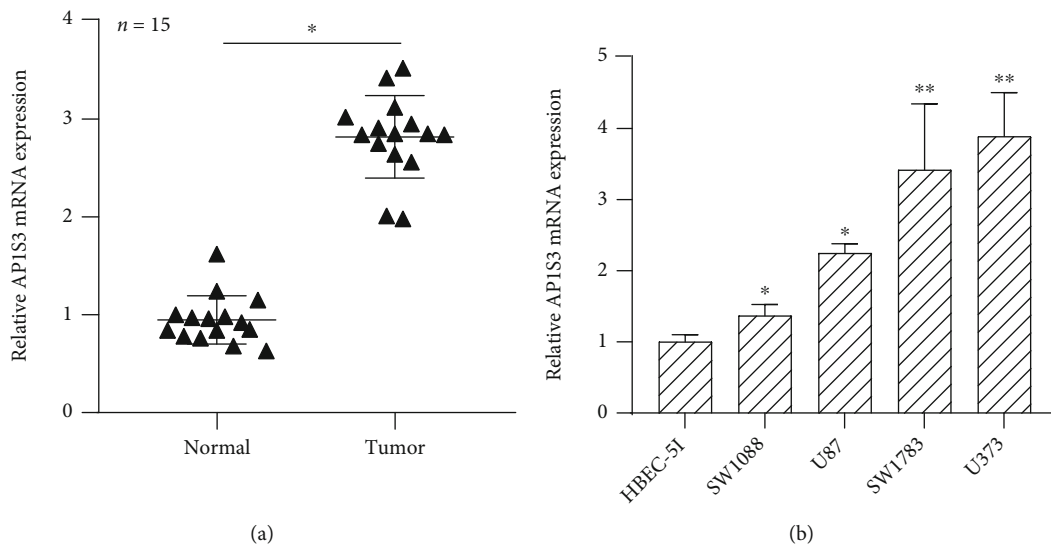 Relative AP1S3 mRNA expression
4
3
2
1
0
n = 15
*
Normal
Tumor
(a)
Relative AP1S3 mRNA expression
5
4
3
2
1
0
*
*
**
**
HBEC-5I
SW1088
U87
SW1783
U373
(b)